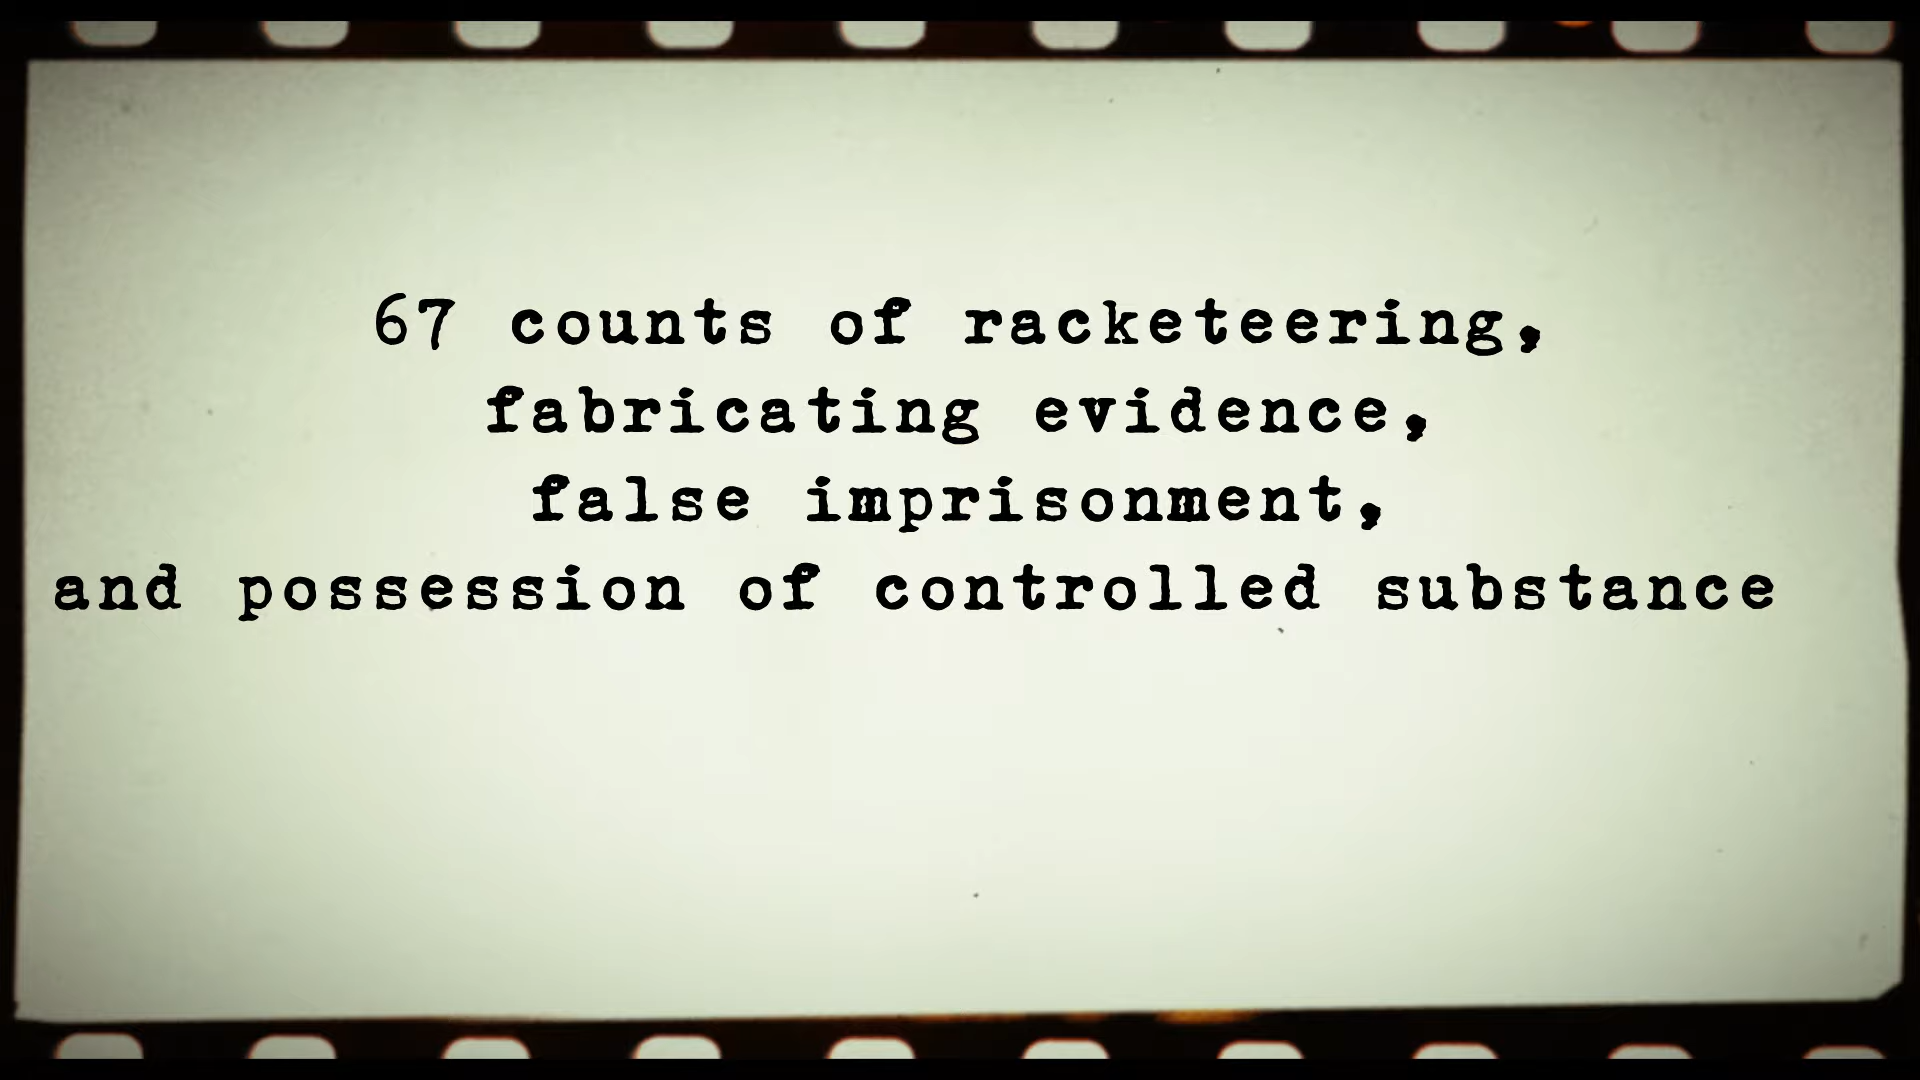 67 counts of racketeering,
fabricating evidence,
false imprisonment,
and possession of controlled substance